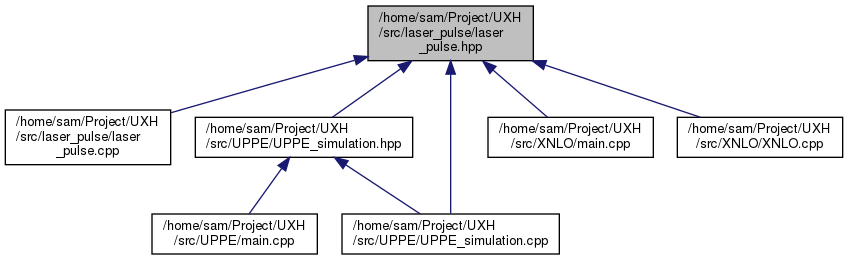 /home/sam/Project/UXH
/src/laser_pulse/laser
_pulse.hpp
/home/sam/Project/UXH
/src/laser_pulse/laser
_pulse.cpp
/home/sam/Project/UXH
/src/UPPE/UPPE_simulation.hpp
/home/sam/Project/UXH
/src/XNLO/main.cpp
/home/sam/Project/UXH
/src/XNLO/XNLO.cpp
/home/sam/Project/UXH
/src/UPPE/main.cpp
/home/sam/Project/UXH
/src/UPPE/UPPE_simulation.cpp